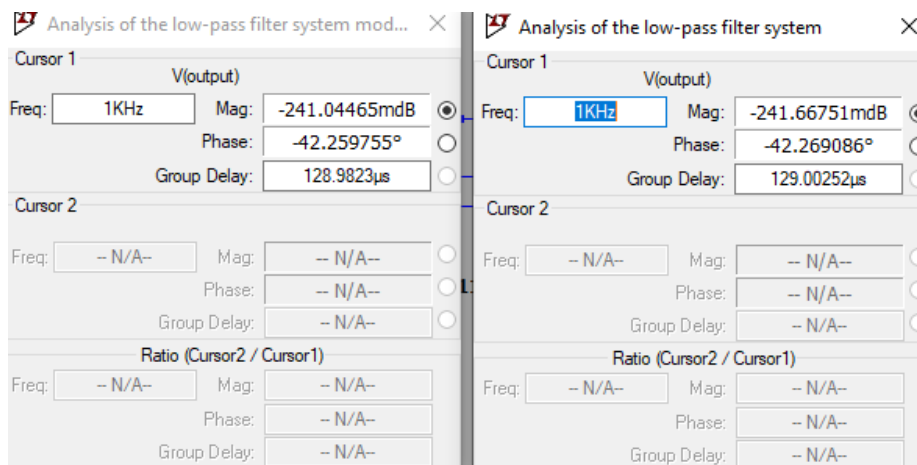 Analysis of the low-pass filter system mod...
Cursor 1
V(output)
Freq: 1KHz Mag: -241.04465mdB
Phase: -42.259755°
Group Delay: 128.9823µs
Cursor 2
Freq: -- N/A-- Mag: -- N/A--
Phase: -- N/A--
Group Delay: -- N/A--
Ratio (Cursor2 / Cursor1)
Freq: -- N/A-- Mag: -- N/A--
Phase: -- N/A--
Group Delay: -- N/A--
Analysis of the low-pass filter system
Cursor 1
V(output)
Freq: 1KHz Mag: -241.66751mdB
Phase: -42.269086°
Group Delay: 129.00252µs
Cursor 2
Freq: -- N/A-- Mag: -- N/A--
Phase: -- N/A--
Group Delay: -- N/A--
Ratio (Cursor2 / Cursor1)
Freq: -- N/A-- Mag: -- N/A--
Phase: -- N/A--
Group Delay: -- N/A--